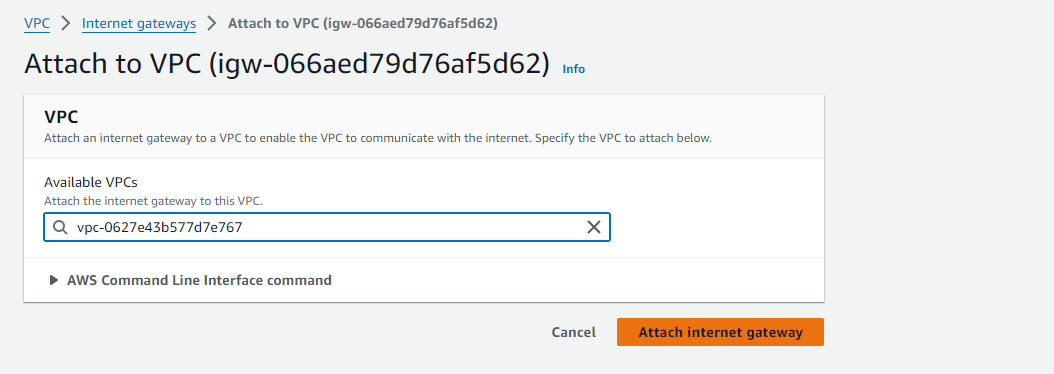 VPC > Internet gateways > Attach to VPC (igw-066aed79d76af5d62)
Attach to VPC (igw-066aed79d76af5d62) Info
VPC
Attach an internet gateway to a VPC to enable the VPC to communicate with the internet. Specify the VPC to attach below.
Available VPCs
Attach the internet gateway to this VPC.
vpc-0627e43b577d7e767
AWS Command Line Interface command
Cancel Attach internet gateway